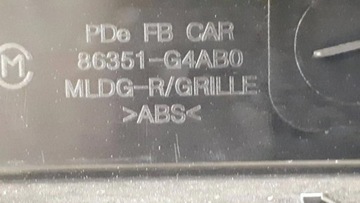 PDe FB CAR
M
86351-G4AB0
MLDG-R/GRILLE
>ABS<